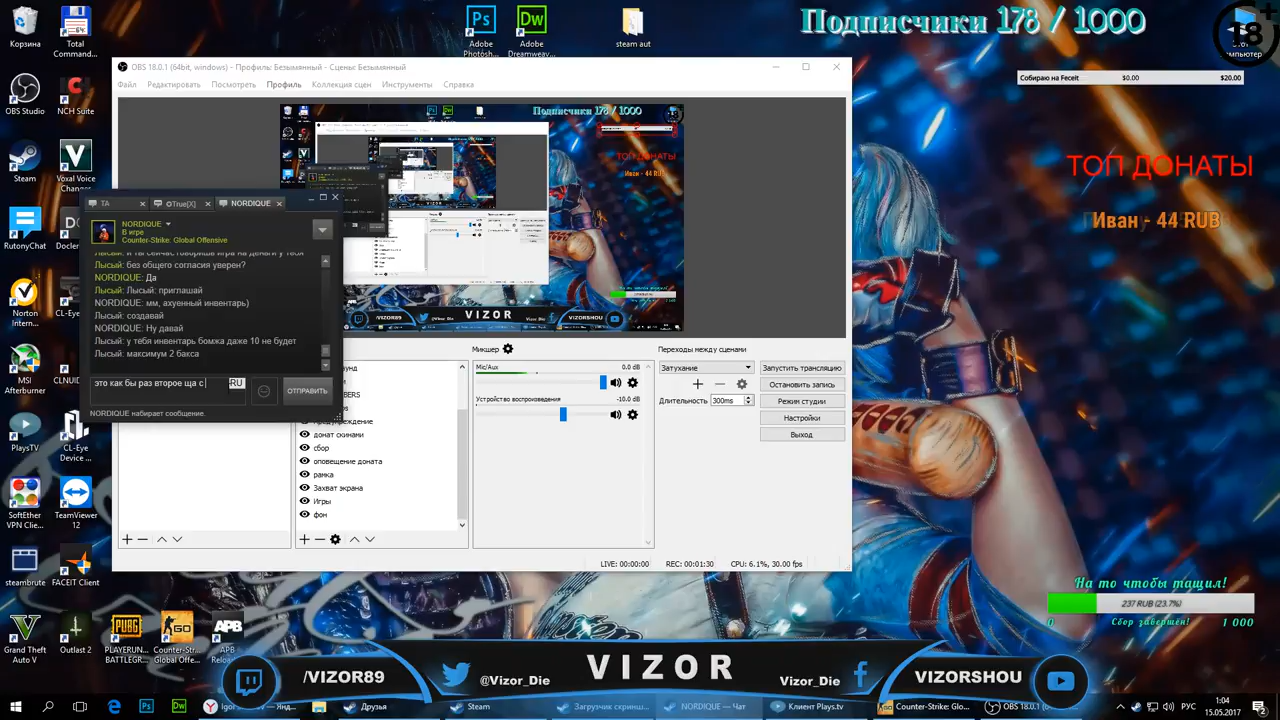 Подписчики 178 / 1000
18
Корзина
Total Command...
Adobe Photosh...
Adobe Dreamweav...
steam aut
OBS 18.0.1 (64bit, windows) - Профиль: Безымянный - Сцены: Безымянный
Файл Редактировать Посмотреть Профиль Коллекция сцен Инструменты Справка
Собираю на Feceit $0.00 $20.00
OBS Studio
NCH Suite
Steam
Voxal Voice Changer
ТОП ДОНАТЫ
Иван - 44 RUB
TA
©True[X]
NORDIQUE
NORDIQUE
В игре
Counter-Strike: Global Offensive
RutonyChat
Лысый: без общего согласия уверен?
NORDIQUE: Да
Лысый: Лысый: приглашай
NORDIQUE: мм, ахуенный инвентарь)
Лысый: создавай
NORDIQUE: Ну давай
Лысый: у тебя инвентарь бомжа даже 10 не будет
Лысый: максимум 2 бакса
это как бы раз второе ща с
RU
ОТПРАВИТЬ
NORDIQUE набирает сообщение.
Norton Intern...
MSI Afterburner
CLNUID
PlaysTV
CL-Eye Device ...
SoftEther VPN Clie...
TeamViewer 12
steambrute
FACEIT Client
Grand Theft Auto V
Outlast 2
PLAYERUN... BATTLEGR...
Counter-Str... Global Offe...
APB Reloa...
Микшер
Mic/Aux 0.0 dB
Устройство воспроизведения -10.0 dB
Переходы между сценами
Затухание
Длительность 300ms
Запустить трансляцию
Остановить запись
Режим студии
Настройки
Выход
донат скинами
сбор
оповещение доната
рамка
Захват экрана
Игры
фон
LIVE: 00:00:00 REC: 00:01:30 CPU: 6.1%, 30.00 fps
На то чтобы тащил!
237 RUB (23.7%)
0 Сбор завершён! 1 000
/VIZOR89
@Vizor_Die
VIZOR
Vizor_Die
VIZORSHOU
Igor
Друзья
Steam
Загрузчик скринш...
NORDIQUE — Чат
Клиент Plays.tv
Counter-Strike: Glo...
OBS 18.0.1 (64bit, ...
РУС
1:04
15.05.2017